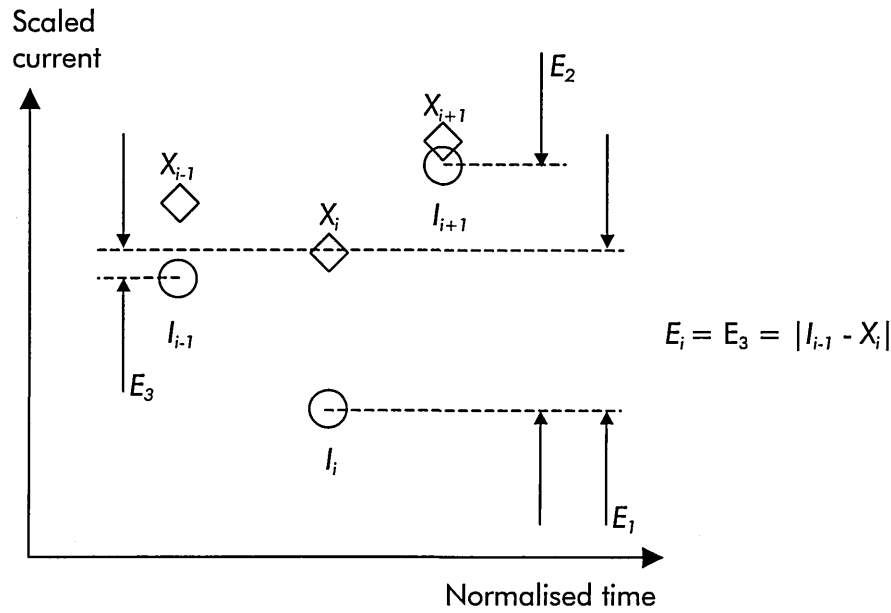 Scaled
current
E₂
Xᵢ₊₁
Xᵢ₋₁
Xᵢ
Iᵢ₊₁
Iᵢ₋₁
Eᵢ = E₃ = |Iᵢ₋₁ - Xᵢ|
E₃
Iᵢ
E₁
Normalised time